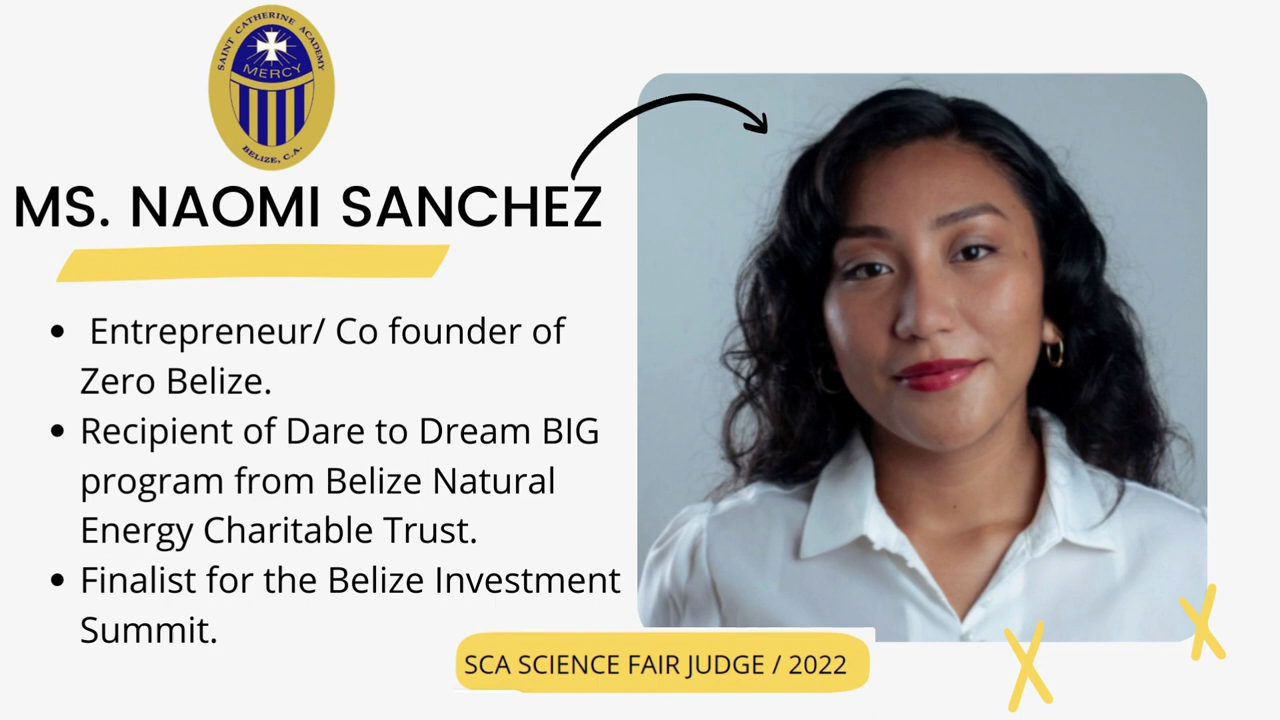 SAINT CATHERINE ACADEMY
MERCY
BELIZE, C.A.
MS. NAOMI SANCHEZ
• Entrepreneur/ Co founder of
Zero Belize.
• Recipient of Dare to Dream BIG
program from Belize Natural
Energy Charitable Trust.
• Finalist for the Belize Investment
Summit.
SCA SCIENCE FAIR JUDGE / 2022